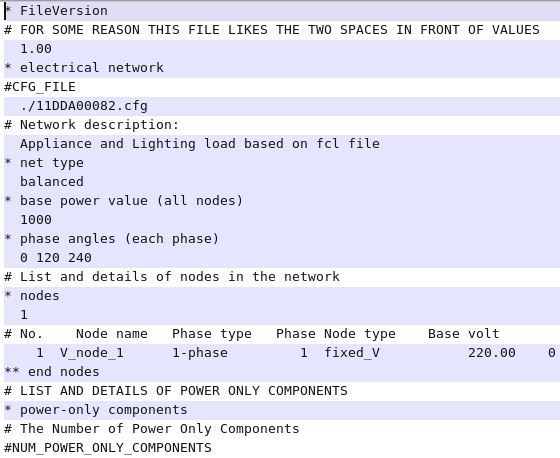 * FileVersion
# FOR SOME REASON THIS FILE LIKES THE TWO SPACES IN FRONT OF VALUES
  1.00
* electrical network
#CFG_FILE
  ./11DDA00082.cfg
# Network description:
  Appliance and Lighting load based on fcl file
* net type
  balanced
* base power value (all nodes)
  1000
* phase angles (each phase)
  0 120 240
# List and details of nodes in the network
* nodes
  1
# No.    Node name   Phase type   Phase Node type    Base volt
    1  V_node_1      1-phase         1  fixed_V           220.00    0
** end nodes
# LIST AND DETAILS OF POWER ONLY COMPONENTS
* power-only components
# The Number of Power Only Components
#NUM_POWER_ONLY_COMPONENTS